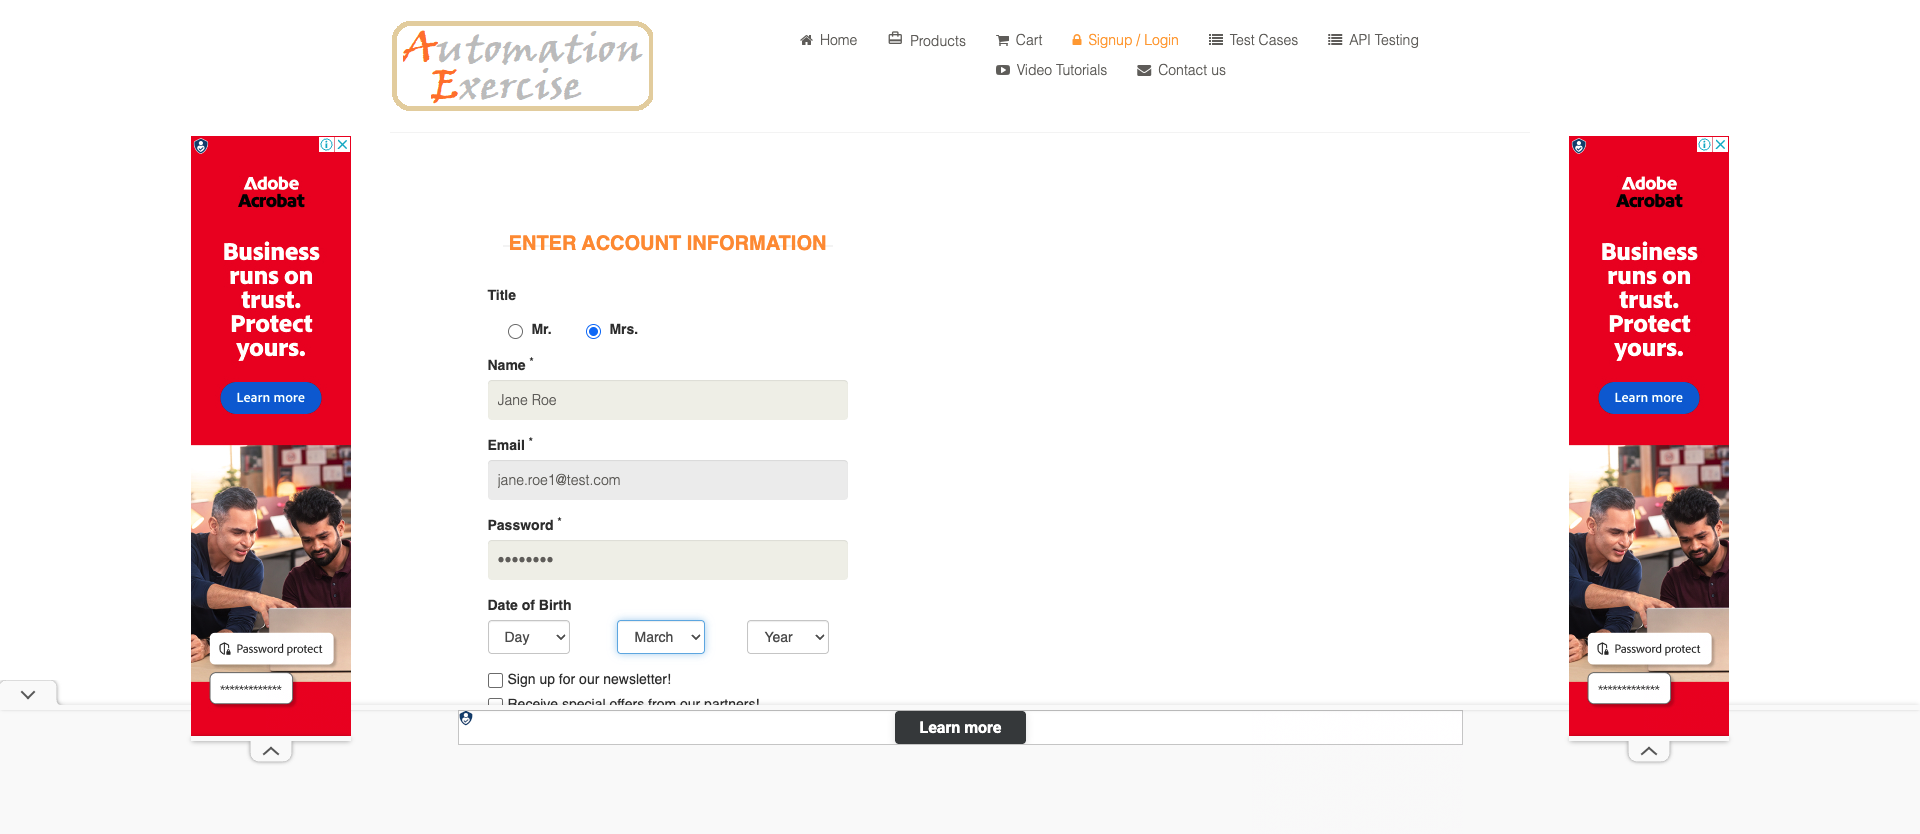 Automation
Exercise
Home
Products
Cart
Signup / Login
Test Cases
API Testing
Video Tutorials
Contact us
Adobe
Acrobat
Business
runs on
trust.
Protect
yours.
Learn more
Password protect
*************
ENTER ACCOUNT INFORMATION
Title
Mr.
Mrs.
Name *
Jane Roe
Email *
jane.roe1@test.com
Password *
••••••••
Date of Birth
Day
March
Year
Sign up for our newsletter!
Receive special offers from our partners!
Learn more
Adobe
Acrobat
Business
runs on
trust.
Protect
yours.
Learn more
Password protect
*************